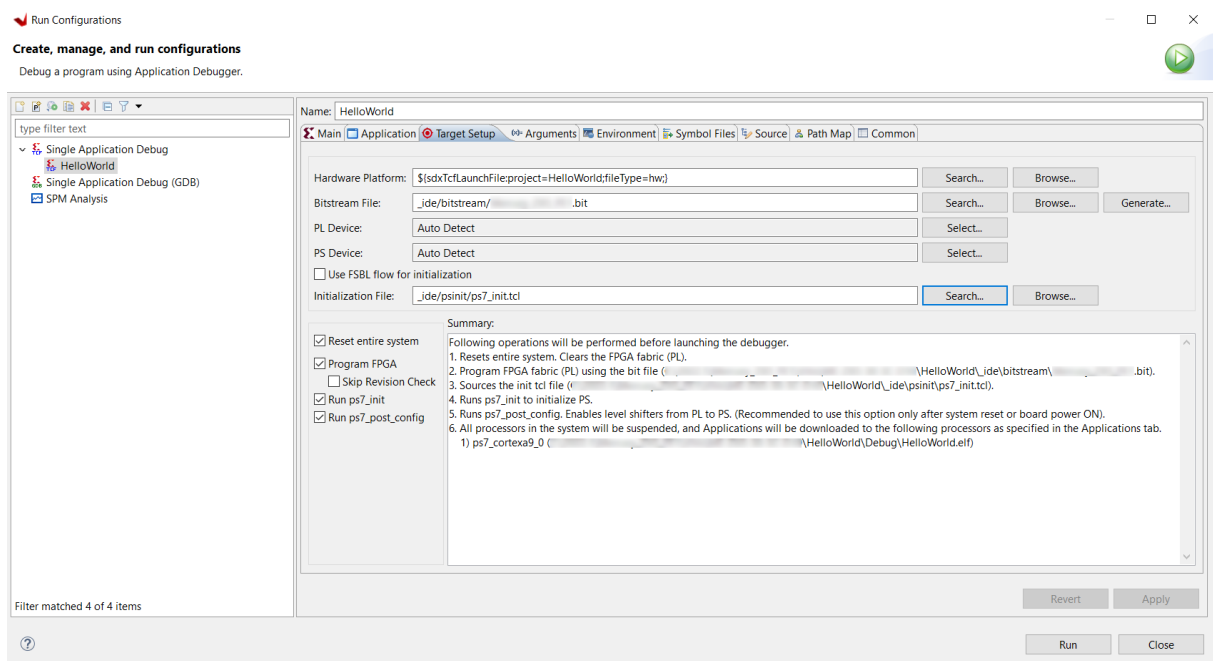 Run Configurations
Create, manage, and run configurations
Debug a program using Application Debugger.
type filter text
Single Application Debug
HelloWorld
Single Application Debug (GDB)
SPM Analysis
Filter matched 4 of 4 items
Name: HelloWorld
Main Application Target Setup Arguments Environment Symbol Files Source Path Map Common
Hardware Platform: ${sdxTcfLaunchFile:project=HelloWorld;fileType=hw;} Search... Browse...
Bitstream File: _ide/bitstream/ .bit Search... Browse... Generate...
PL Device: Auto Detect Select...
PS Device: Auto Detect Select...
Use FSBL flow for initialization
Initialization File: _ide/psinit/ps7_init.tcl Search... Browse...
Reset entire system
Program FPGA
Skip Revision Check
Run ps7_init
Run ps7_post_config
Summary:
Following operations will be performed before launching the debugger.
1. Resets entire system. Clears the FPGA fabric (PL).
2. Program FPGA fabric (PL) using the bit file ( \HelloWorld\_ide\bitstream\ .bit).
3. Sources the init tcl file ( \HelloWorld\_ide\psinit\ps7_init.tcl).
4. Runs ps7_init to initialize PS.
5. Runs ps7_post_config. Enables level shifters from PL to PS. (Recommended to use this option only after system reset or board power ON).
6. All processors in the system will be suspended, and Applications will be downloaded to the following processors as specified in the Applications tab.
1) ps7_cortexa9_0 ( \HelloWorld\Debug\HelloWorld.elf)
Revert Apply
Run Close